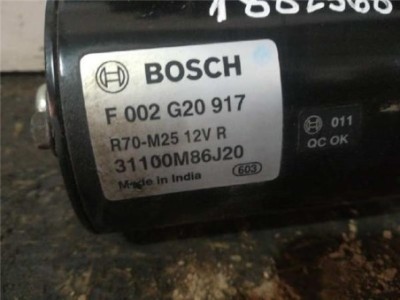 BOSCH
F 002 G20 917
R70-M25 12V R
31100M86J20
Made in India
603
011
QC OK